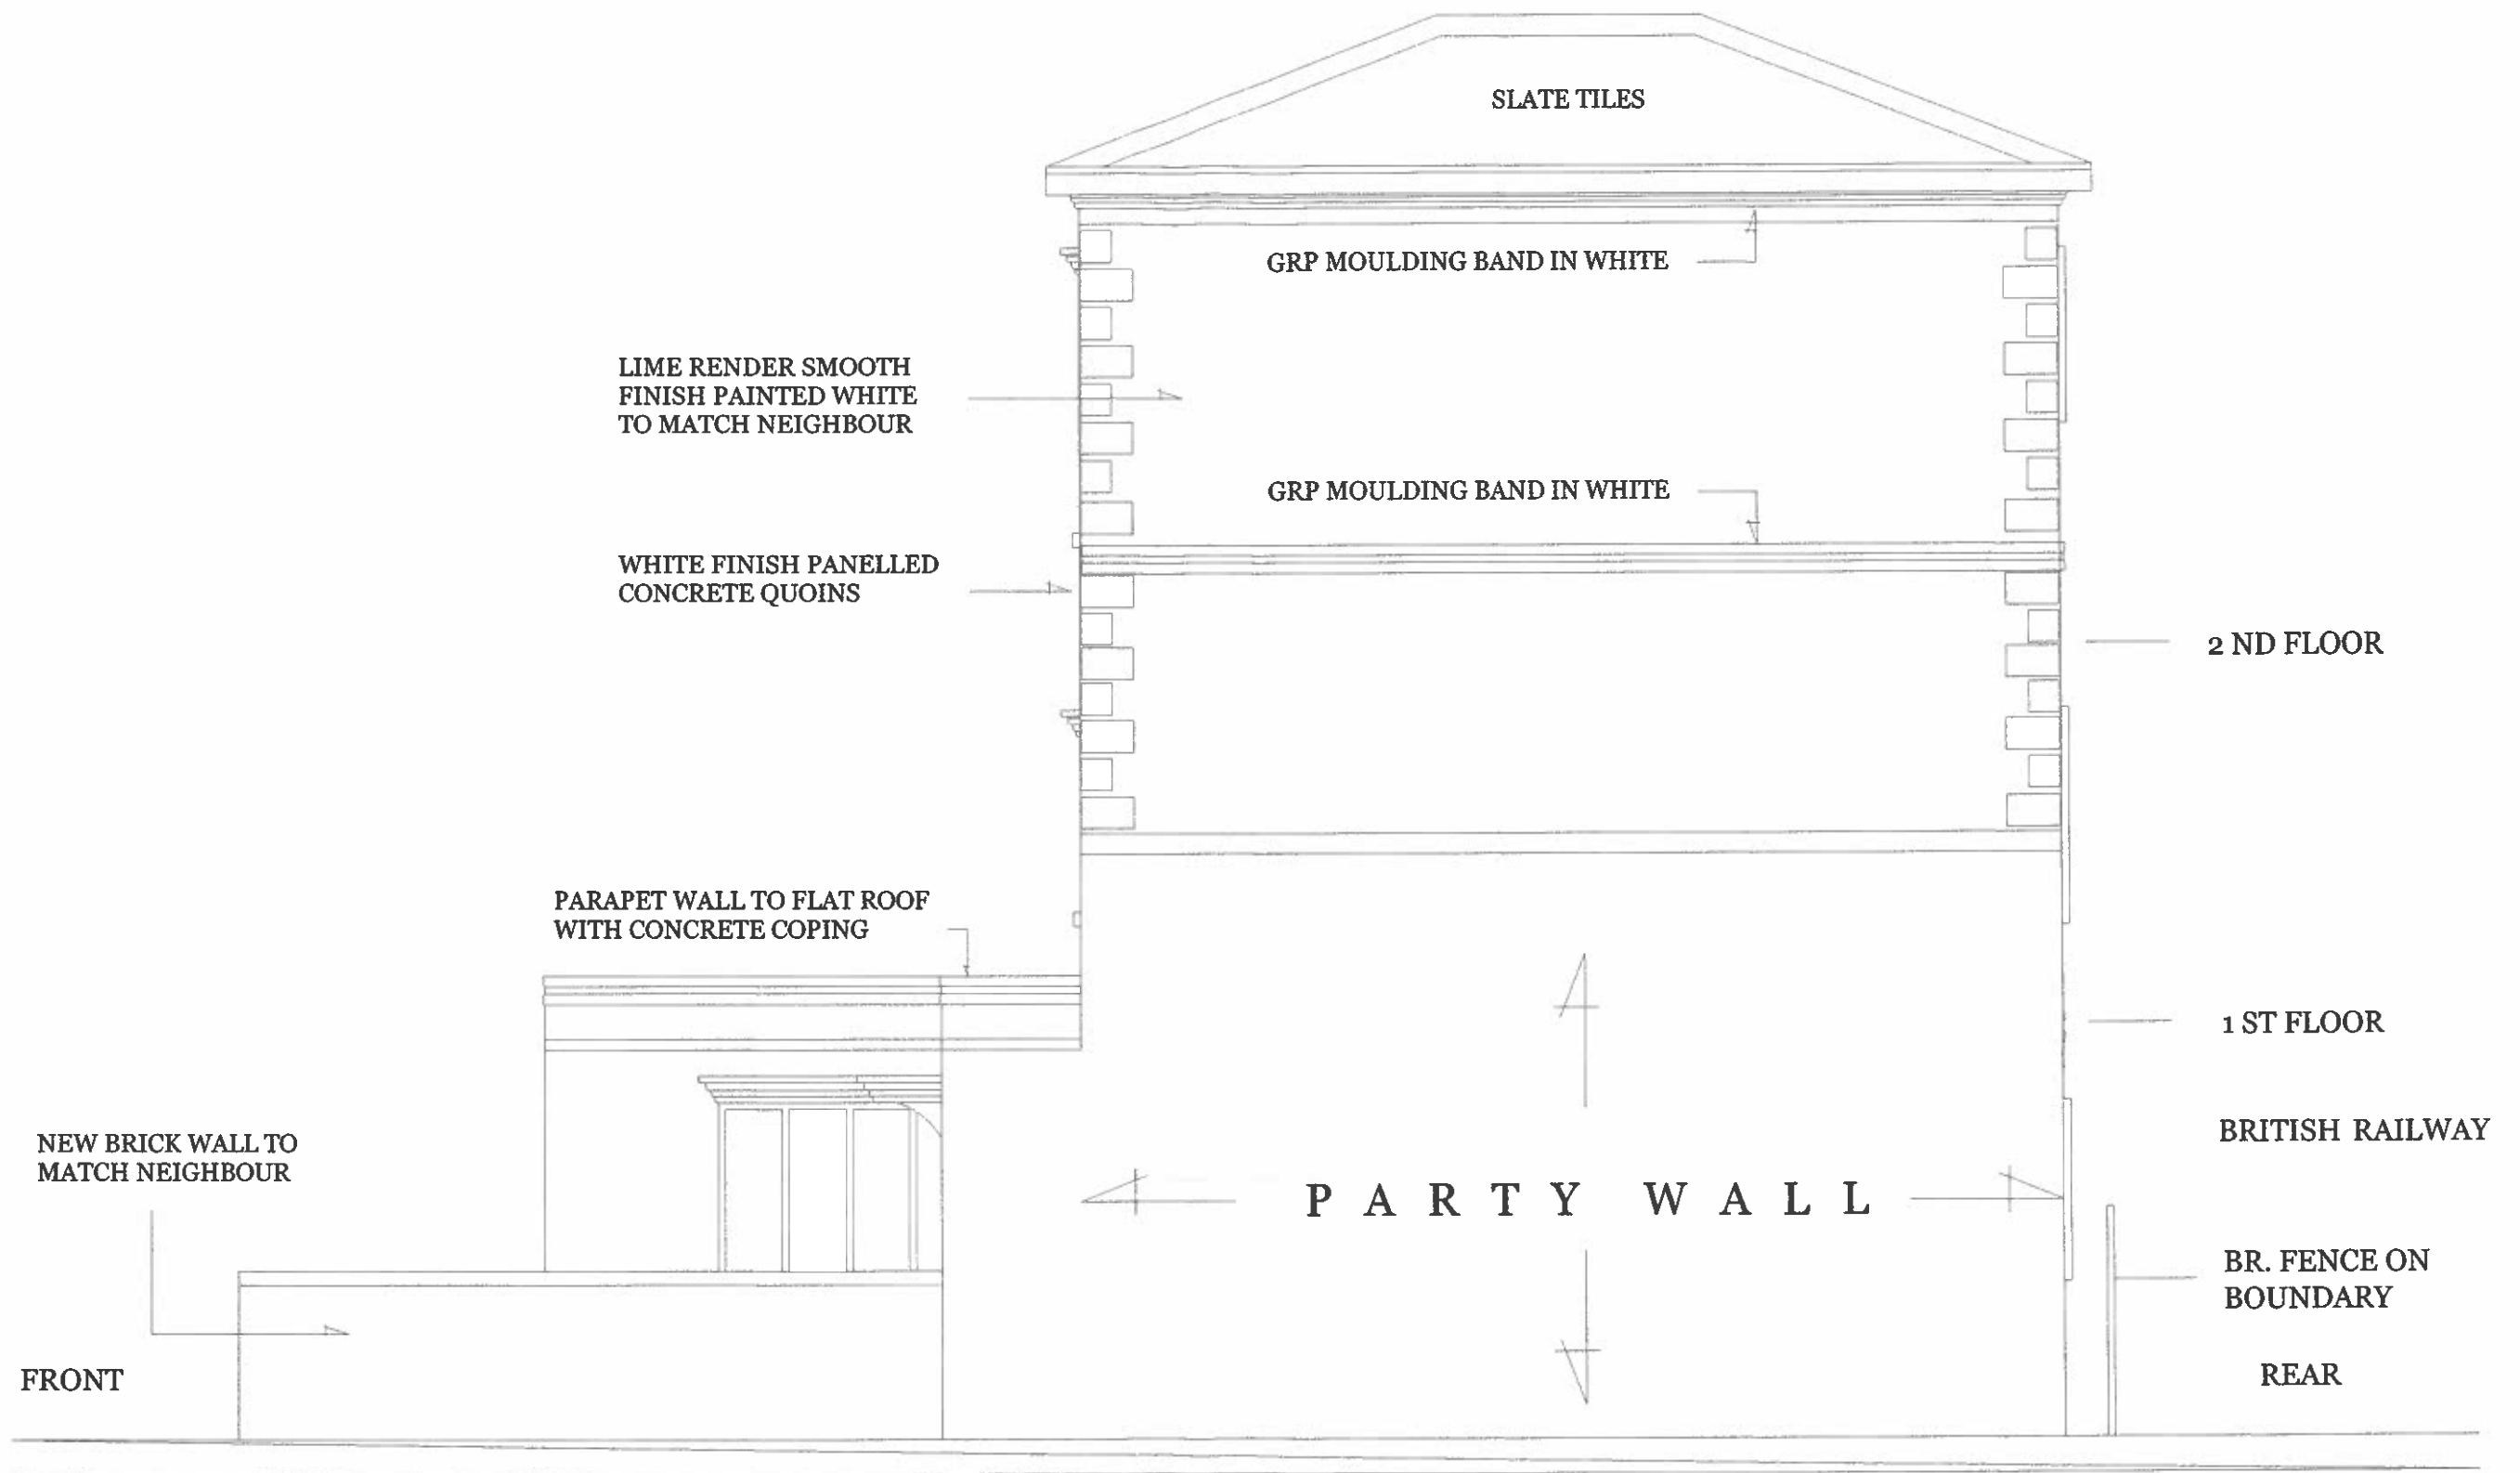 SLATE TILES
GRP MOULDING BAND IN WHITE
LIME RENDER SMOOTH
FINISH PAINTED WHITE
TO MATCH NEIGHBOUR
GRP MOULDING BAND IN WHITE
WHITE FINISH PANELLED
CONCRETE QUOINS
2 ND FLOOR
PARAPET WALL TO FLAT ROOF
WITH CONCRETE COPING
1 ST FLOOR
BRITISH RAILWAY
NEW BRICK WALL TO
MATCH NEIGHBOUR
PARTY WALL
BR. FENCE ON
BOUNDARY
FRONT
REAR